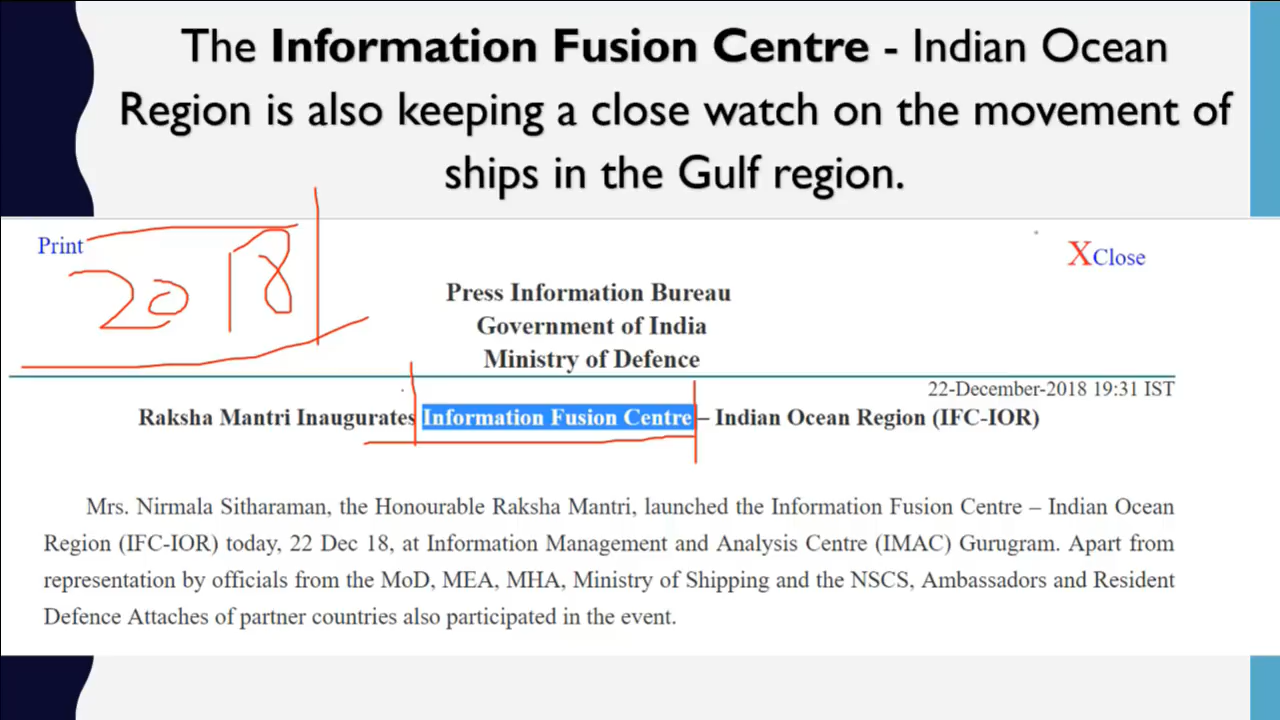 The Information Fusion Centre - Indian Ocean
Region is also keeping a close watch on the movement of
ships in the Gulf region.
Print
XClose
2018
Press Information Bureau
Government of India
Ministry of Defence
22-December-2018 19:31 IST
Raksha Mantri Inaugurates Information Fusion Centre – Indian Ocean Region (IFC-IOR)
Mrs. Nirmala Sitharaman, the Honourable Raksha Mantri, launched the Information Fusion Centre – Indian Ocean
Region (IFC-IOR) today, 22 Dec 18, at Information Management and Analysis Centre (IMAC) Gurugram. Apart from
representation by officials from the MoD, MEA, MHA, Ministry of Shipping and the NSCS, Ambassadors and Resident
Defence Attaches of partner countries also participated in the event.